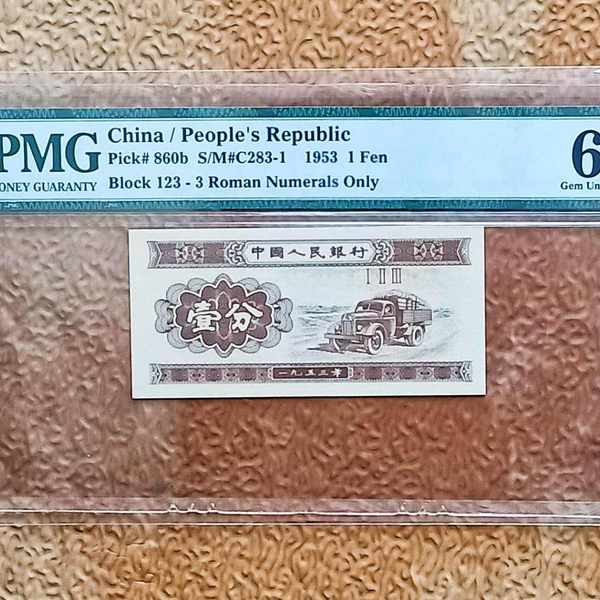 PMG
China / People's Republic
Pick# 860b S/M#C283-1 1953 1 Fen
MONEY GUARANTY
Block 123 - 3 Roman Numerals Only
6
Gem Un
中國人民銀行
I II III
壹分
一九五三年